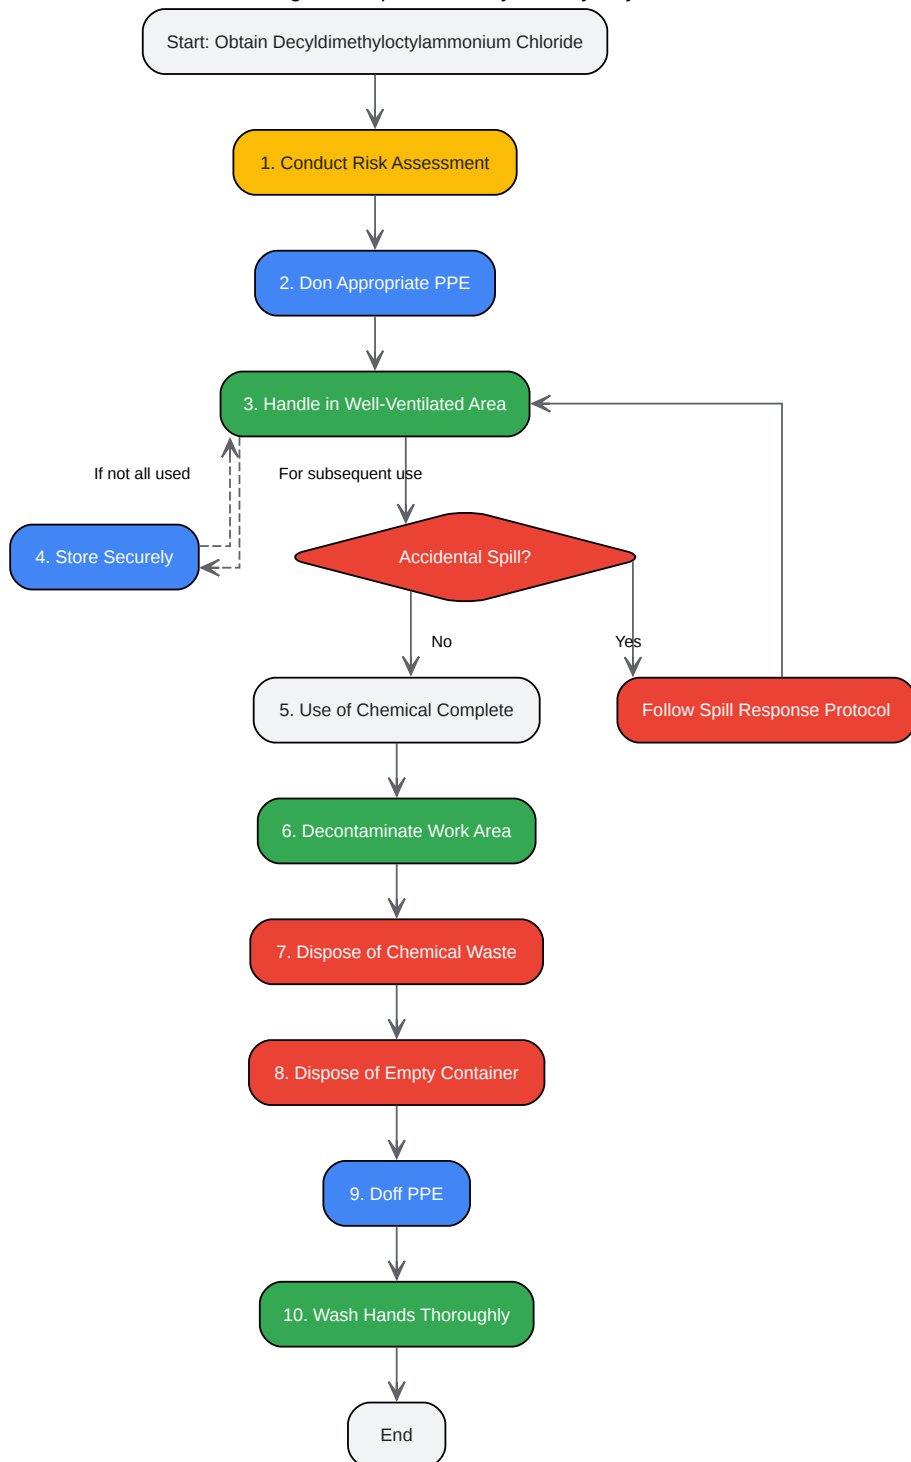 Start: Obtain Decyldimethyloctylammonium Chloride
1. Conduct Risk Assessment
2. Don Appropriate PPE
3. Handle in Well-Ventilated Area
If not all used
For subsequent use
4. Store Securely
Accidental Spill?
No
Yes
5. Use of Chemical Complete
Follow Spill Response Protocol
6. Decontaminate Work Area
7. Dispose of Chemical Waste
8. Dispose of Empty Container
9. Doff PPE
10. Wash Hands Thoroughly
End